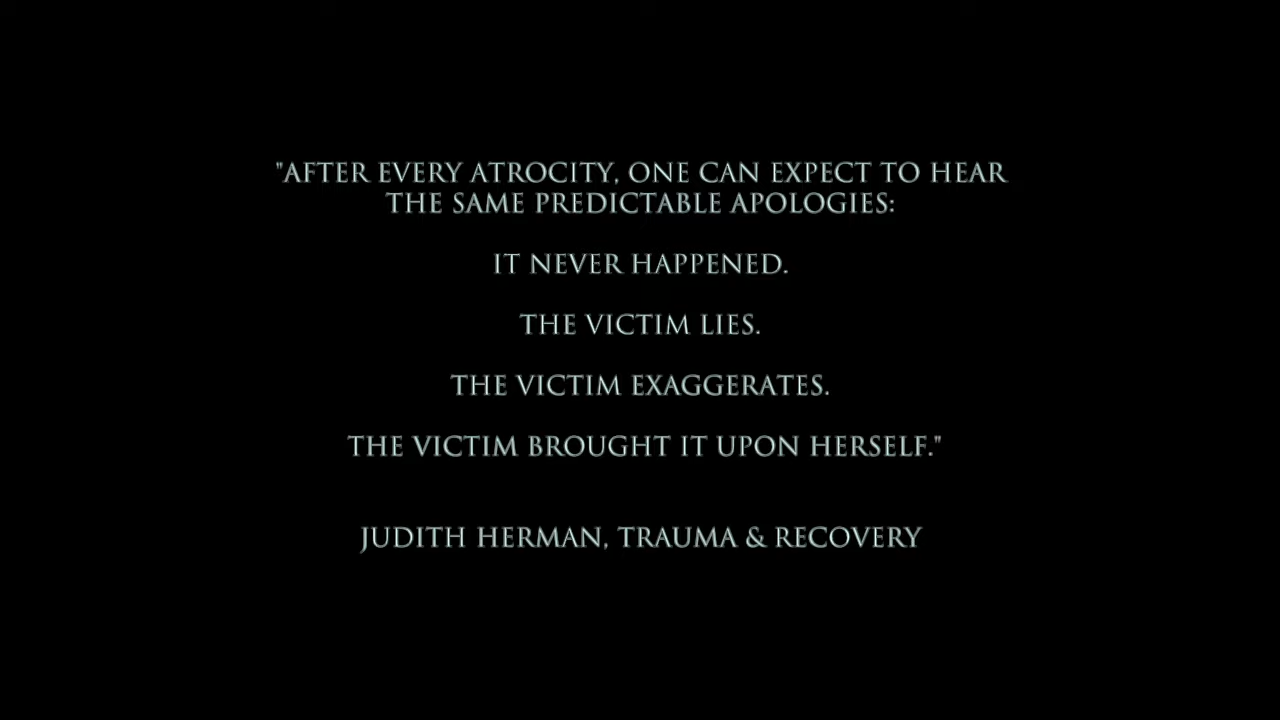 "AFTER EVERY ATROCITY, ONE CAN EXPECT TO HEAR
THE SAME PREDICTABLE APOLOGIES:
IT NEVER HAPPENED.
THE VICTIM LIES.
THE VICTIM EXAGGERATES.
THE VICTIM BROUGHT IT UPON HERSELF."
JUDITH HERMAN, TRAUMA & RECOVERY